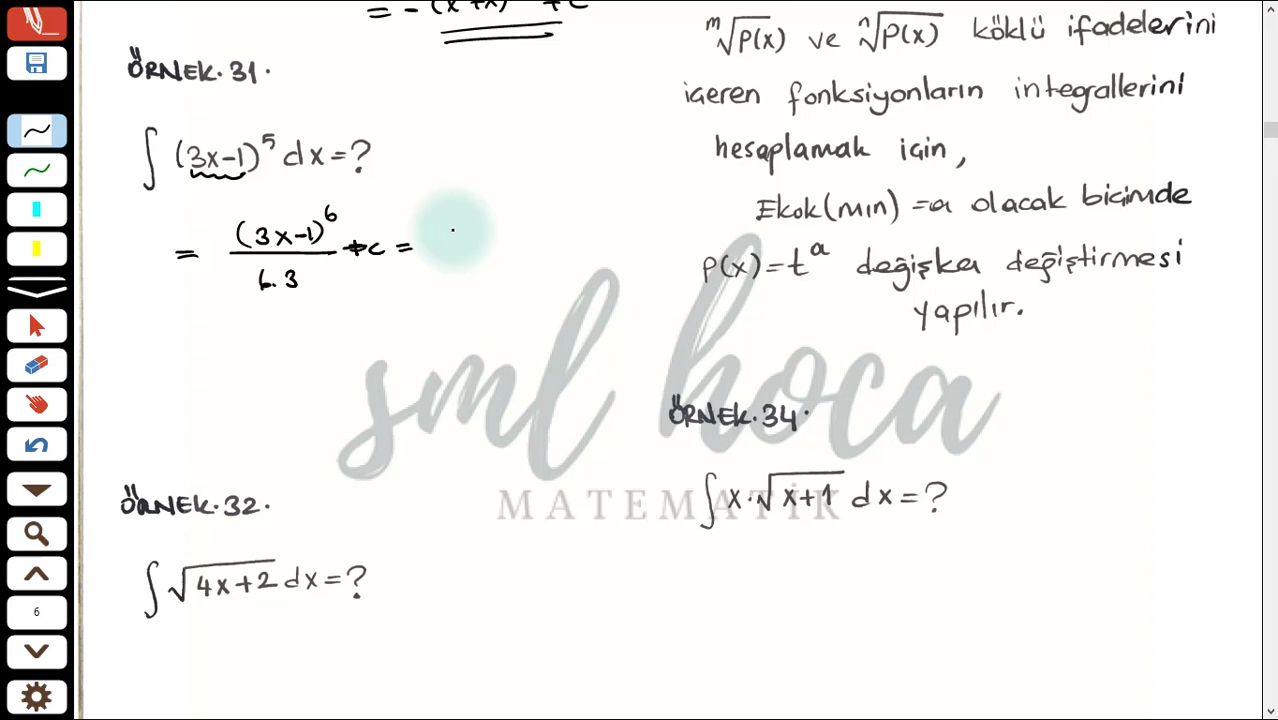 = -(x²+x) +c
ÖRNEK.31.
∫ (3x-1)⁵ dx = ?
= (3x-1)⁶ / 6.3 + c =
ÖRNEK.32.
∫ √(4x+2) dx = ?
ᵐ√P(x) ve ⁿ√P(x) köklü ifadelerini
içeren fonksiyonların integrallerini
hesaplamak için,
Ekok(m,n) = a olacak biçimde
P(x) = tᵃ değişken değiştirmesi
yapılır.
ÖRNEK.34.
∫ x.√(x+1) dx = ?
sml hoca
MATEMATİK
6